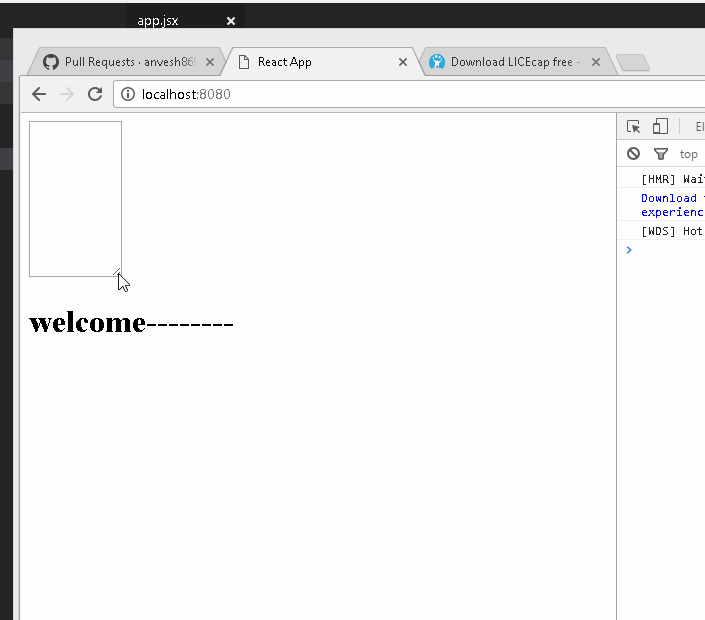 app.jsx
Pull Requests · anvesh869
React App
Download LICEcap free -
localhost:8080
El
top
[HMR] Wai
Download
experienc
[WDS] Hot
welcome--------